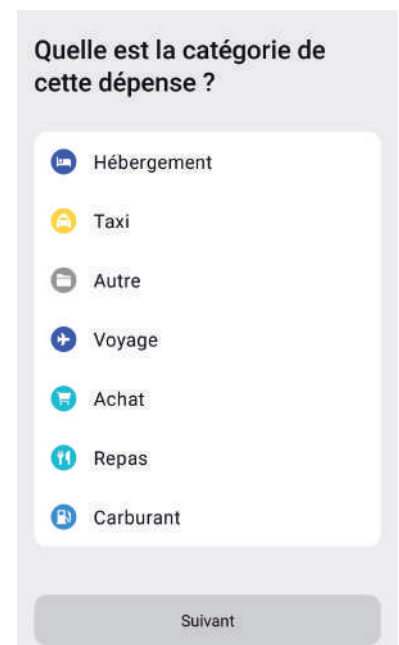 Quelle est la catégorie de
cette dépense ?
Hébergement
Taxi
Autre
Voyage
Achat
Repas
Carburant
Suivant